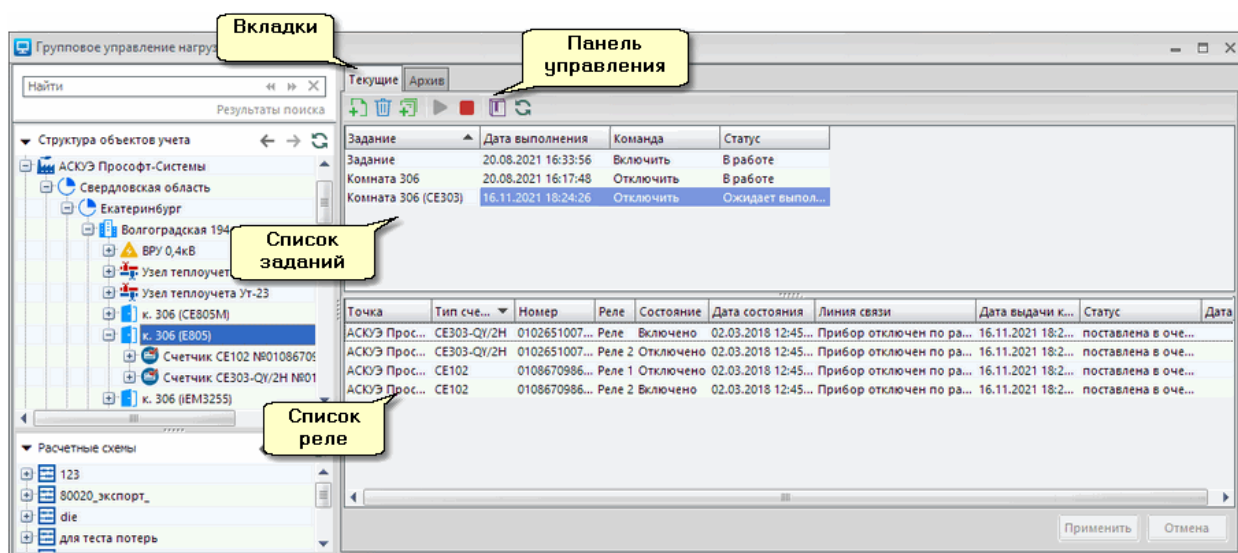 Вкладки
Панель
управления
Групповое управление нагруз
Найти
Результаты поиска
Текущие Архив
Структура объектов учета
АСКУЭ Прософт-Системы
Свердловская область
Екатеринбург
Волгоградская 194
ВРУ 0,4кВ
Узел теплоучет
Узел теплоучета Ут-23
к. 306 (CE805M)
к. 306 (E805)
Счетчик CE102 №01086709
Счетчик CE303-QY/2H №01
к. 306 (iEM3255)
Расчетные схемы
123
80020_экспорт_
die
для теста потерь
Задание Дата выполнения Команда Статус
Задание 20.08.2021 16:33:56 Включить В работе
Комната 306 20.08.2021 16:17:48 Отключить В работе
Комната 306 (CE303) 16.11.2021 18:24:26 Отключить Ожидает выпол...
Список
заданий
Точка Тип сче... Номер Реле Состояние Дата состояния Линия связи Дата выдачи к... Статус Дата
АСКУЭ Прос... CE303-QY/2H 0102651007... Реле Включено 02.03.2018 12:45... Прибор отключен по ра... 16.11.2021 18:2... поставлена в оче...
АСКУЭ Прос... CE303-QY/2H 0102651007... Реле 2 Отключено 02.03.2018 12:45... Прибор отключен по ра... 16.11.2021 18:2... поставлена в оче...
АСКУЭ Прос... CE102 0108670986... Реле 1 Отключено 02.03.2018 12:45... Прибор отключен по ра... 16.11.2021 18:2... поставлена в оче...
АСКУЭ Прос... CE102 0108670986... Реле 2 Включено 02.03.2018 12:45... Прибор отключен по ра... 16.11.2021 18:2... поставлена в оче...
Список
реле
Применить Отмена